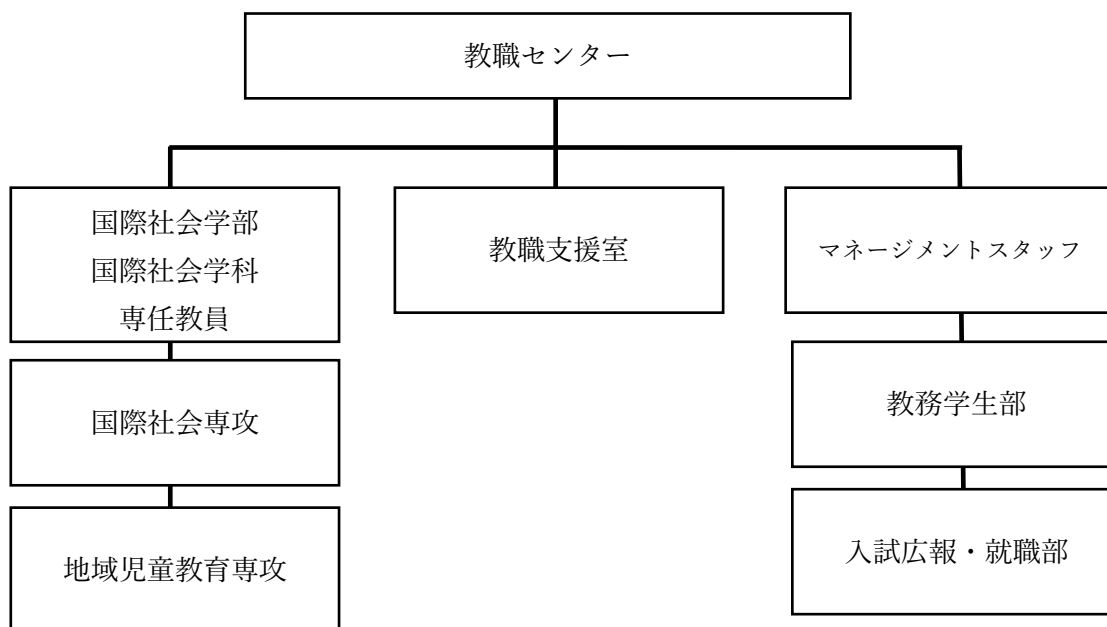 教職センター
国際社会学部
国際社会学科
専任教員
教職支援室
マネージメントスタッフ
国際社会専攻
教務学生部
地域児童教育専攻
入試広報・就職部